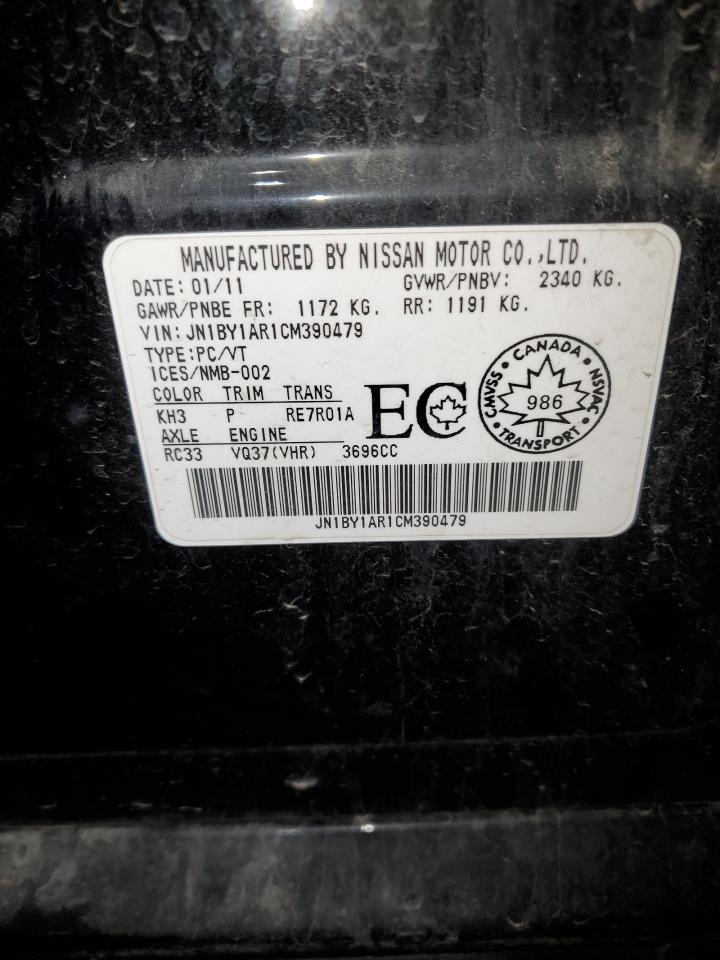 MANUFACTURED BY NISSAN MOTOR CO.,LTD.
DATE: 01/11 GVWR/PNBV: 2340 KG.
GAWR/PNBE FR: 1172 KG. RR: 1191 KG.
VIN: JN1BY1AR1CM390479
TYPE:PC/VT
ICES/NMB-002
COLOR TRIM TRANS
KH3 P RE7R01A
AXLE ENGINE
RC33 VQ37(VHR) 3696CC
EC
CANADA
CMVSS
NSVAC
986
TRANSPORT
JN1BY1AR1CM390479